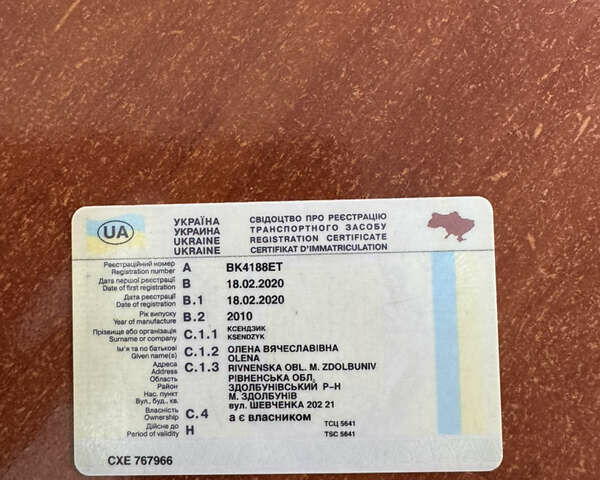 UA
УКРАЇНА
УКРАИНА
UKRAINE
UKRAINE
СВІДОЦТВО ПРО РЕЄСТРАЦІЮ
ТРАНСПОРТНОГО ЗАСОБУ
REGISTRATION CERTIFICATE
CERTIFIKAT D'IMMATRICULATION
Реєстраційний номер
Registration number
A
BK4188ET
Дата першої реєстрації
Date of first registration
B
18.02.2020
Дата реєстрації
Date of registration
B.1
18.02.2020
Рік випуску
Year of manufacture
B.2
2010
Прізвище або організація
Surname or company
C.1.1
КСЕНДЗИК
KSENDZYK
Ім'я та по батькові
Given name(s)
C.1.2
ОЛЕНА ВЯЧЕСЛАВІВНА
OLENA
Адреса
Address
Область
Район
Нас. пункт
Вул., буд., кв.
C.1.3
RIVNENSKA OBL. M. ZDOLBUNIV
РІВНЕНСЬКА ОБЛ,
ЗДОЛБУНІВСЬКИЙ Р-Н
М. ЗДОЛБУНІВ
вул. ШЕВЧЕНКА 202 21
Власність
Ownership
C.4
а є власником
Дійсне до
Period of validity
H
ТСЦ 5641
TSC 5641
CXE 767966